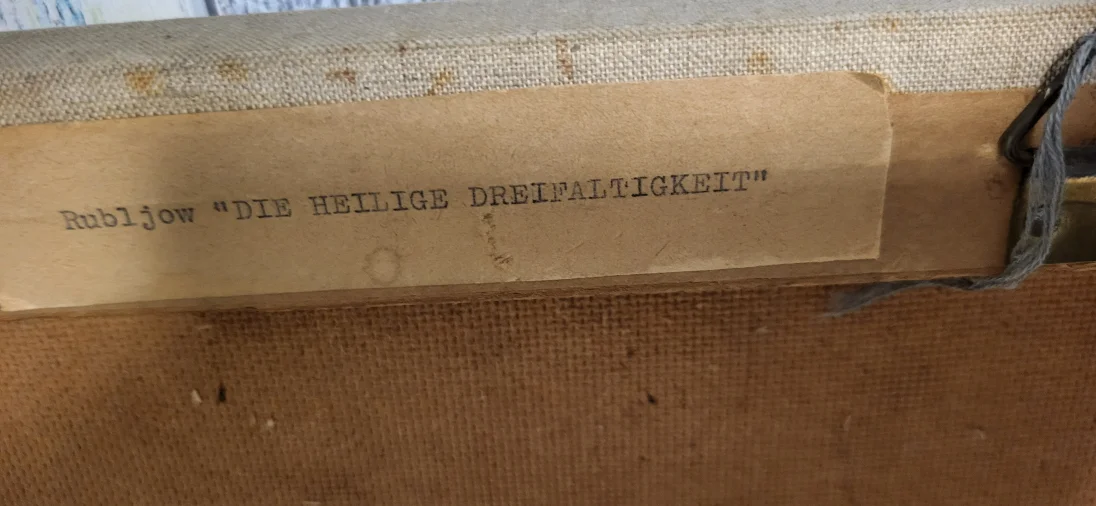 Rubljow "DIE HEILIGE DREIFALTIGKEIT"